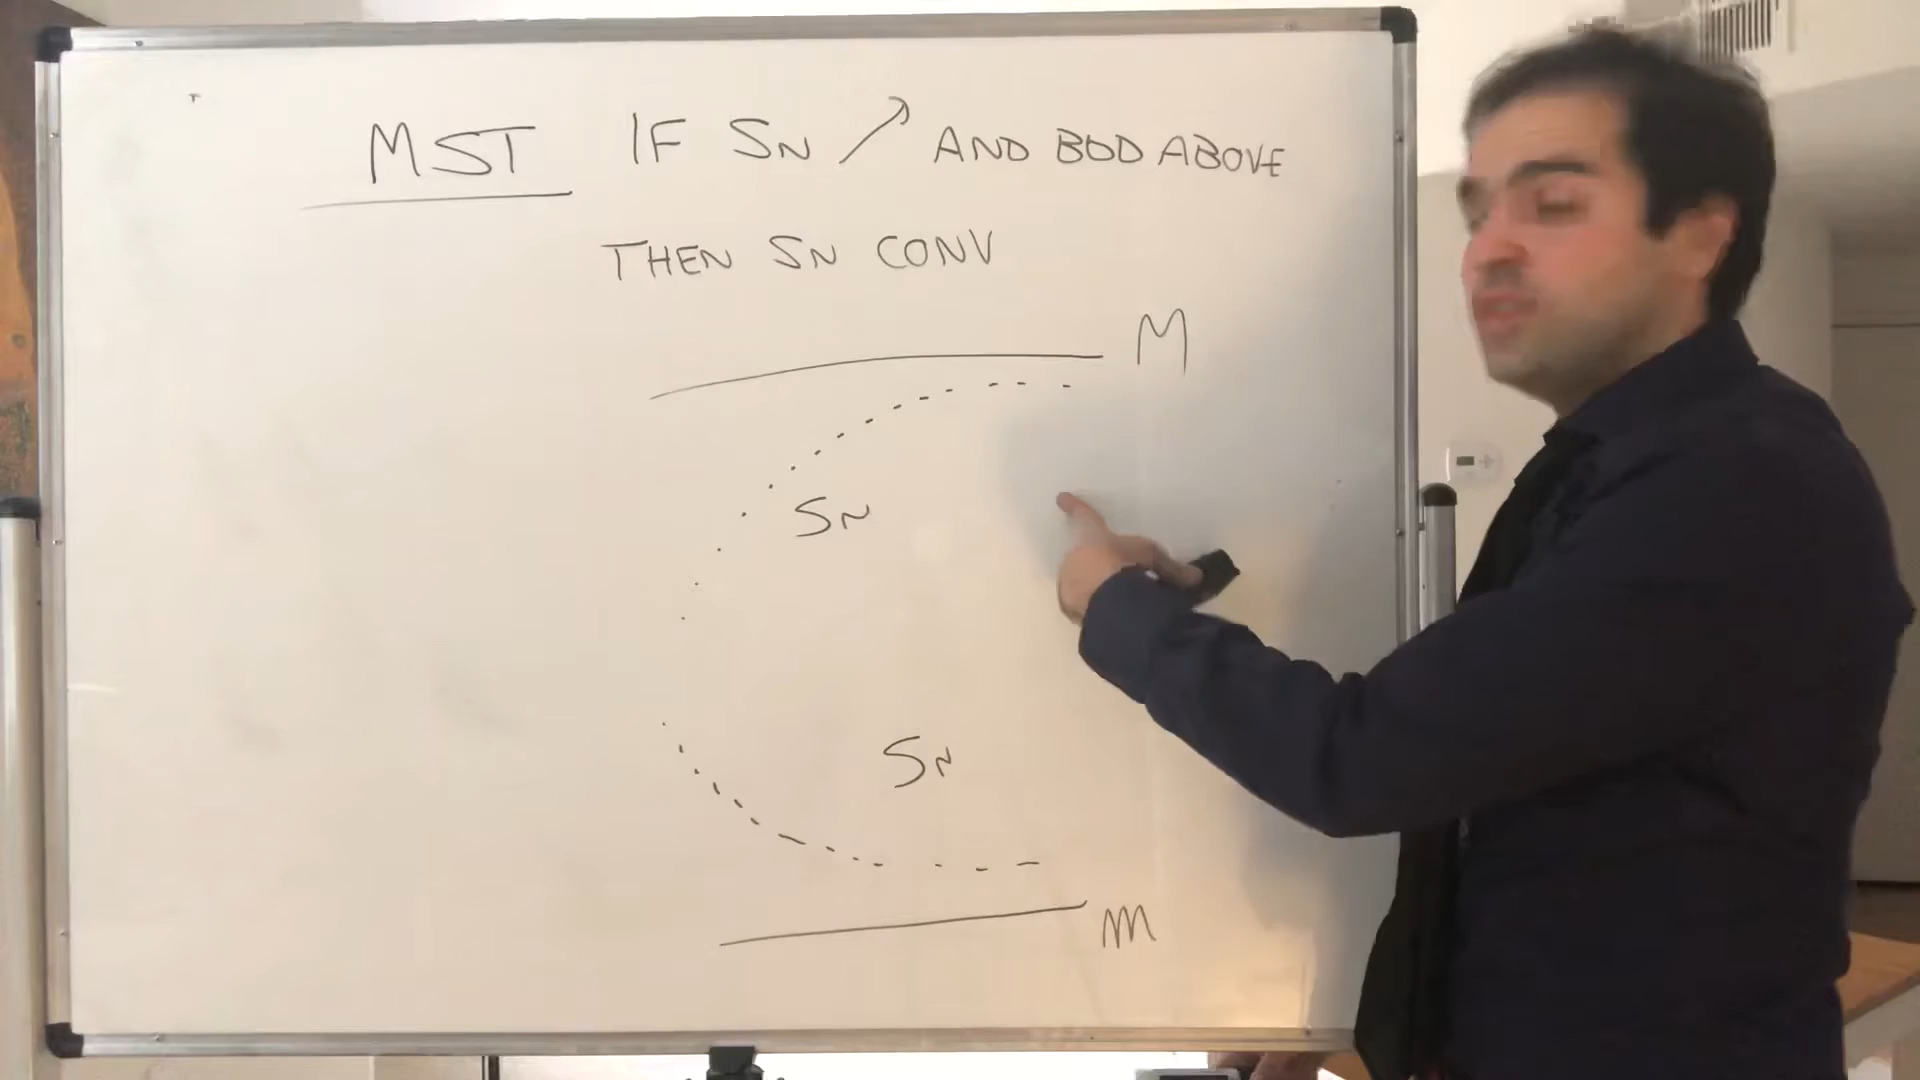 MST IF SN ↗ AND BDD ABOVE
THEN SN CONV
M
SN
SN
m